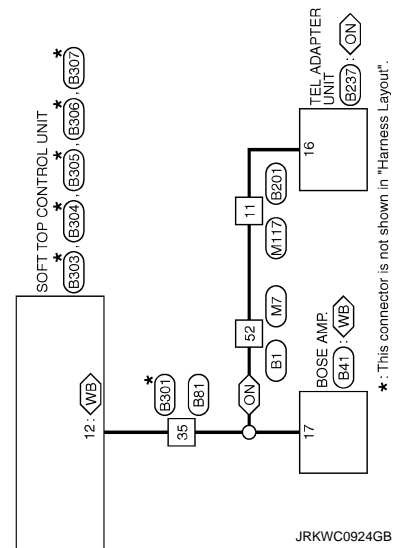 SOFT TOP CONTROL UNIT
* * * * *
B303 , B304 , B305 , B306 , B307
12 : WB
*
B301
35
B81
ON
52
B1
M7
11
M117
B201
16
TEL ADAPTER
UNIT
B237 : ON
17
BOSE AMP.
B41 : WB
* : This connector is not shown in "Harness Layout".
JRKWC0924GB